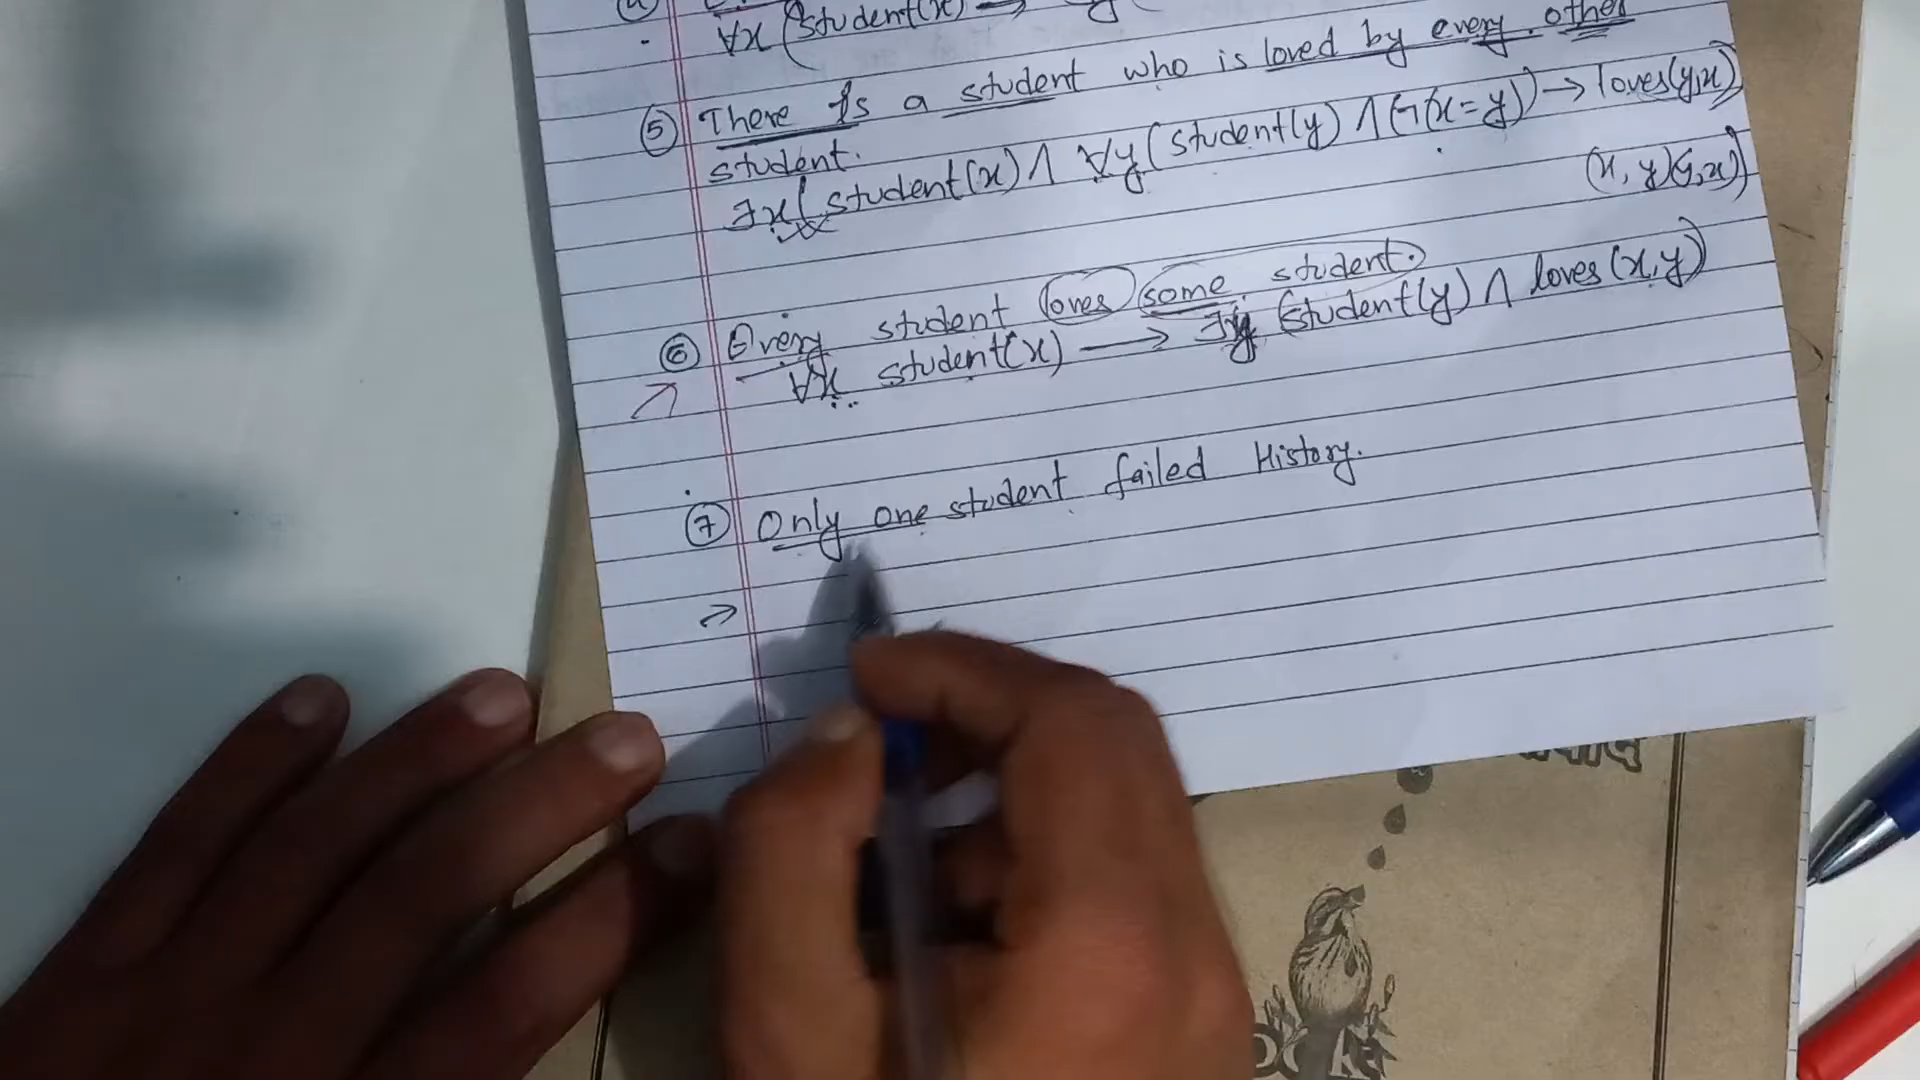 ∀x (student(x) →
⑤ There Is a student who is loved by every other
student.
∃x( student(x) ∧ ∀y( student(y) ∧ (¬(x=y)) → loves(y,x)
(x, y)(y,x))
⑥ Every student loves some student.
∀x student(x) → ∃y (student(y) ∧ loves(x,y))
⑦ Only one student failed History.